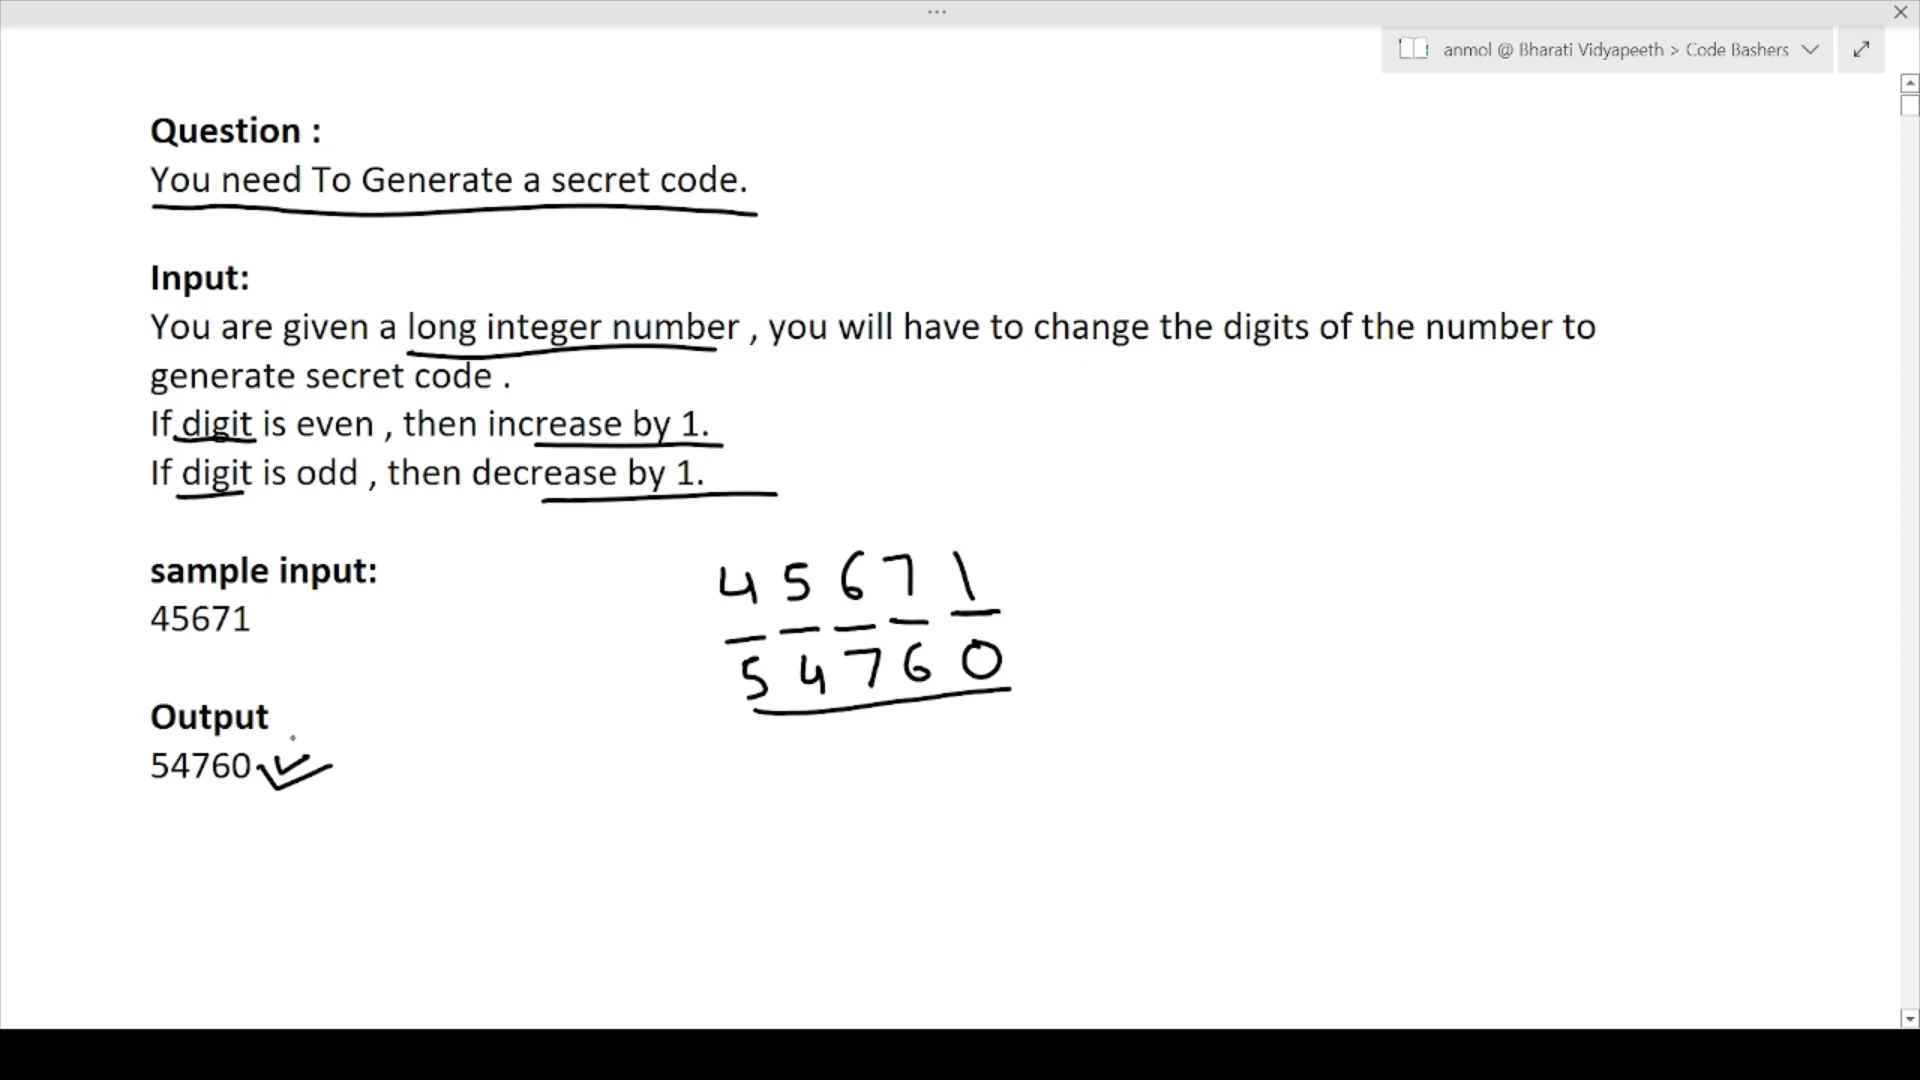 anmol @ Bharati Vidyapeeth > Code Bashers
Question :
You need To Generate a secret code.
Input:
You are given a long integer number , you will have to change the digits of the number to
generate secret code .
If digit is even , then increase by 1.
If digit is odd , then decrease by 1.
sample input:
45671
4 5 6 7 1
5 4 7 6 0
Output
54760